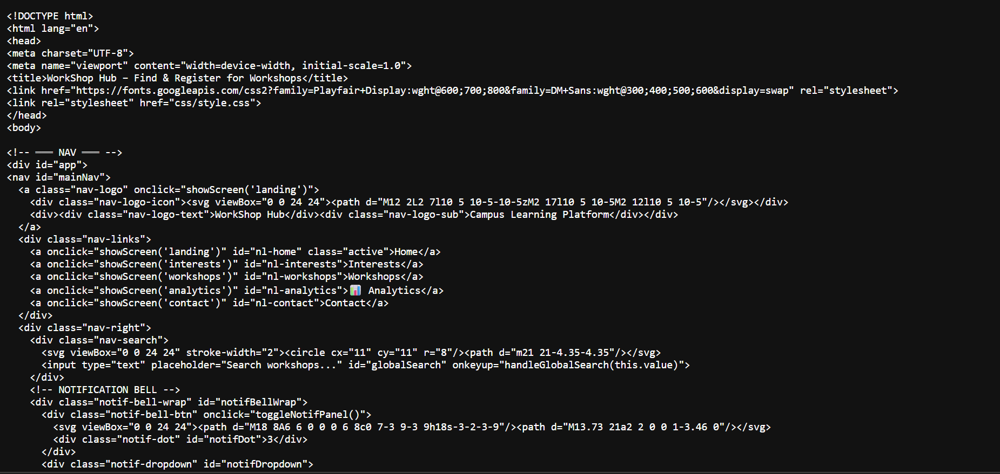 <!DOCTYPE html>
<html lang="en">
<head>
<meta charset="UTF-8">
<meta name="viewport" content="width=device-width, initial-scale=1.0">
<title>WorkShop Hub – Find & Register for Workshops</title>
<link href="https://fonts.googleapis.com/css2?family=Playfair+Display:wght@600;700;800&family=DM+Sans:wght@300;400;500;600&display=swap" rel="stylesheet">
<link rel="stylesheet" href="css/style.css">
</head>
<body>

<!-- ═══ NAV ═══ -->
<div id="app">
<nav id="mainNav">
  <a class="nav-logo" onclick="showScreen('landing')">
    <div class="nav-logo-icon"><svg viewBox="0 0 24 24"><path d="M12 2L2 7l10 5 10-5-10-5zM2 17l10 5 10-5M2 12l10 5 10-5"/></svg></div>
    <div><div class="nav-logo-text">WorkShop Hub</div><div class="nav-logo-sub">Campus Learning Platform</div></div>
  </a>
  <div class="nav-links">
    <a onclick="showScreen('landing')" id="nl-home" class="active">Home</a>
    <a onclick="showScreen('interests')" id="nl-interests">Interests</a>
    <a onclick="showScreen('workshops')" id="nl-workshops">Workshops</a>
    <a onclick="showScreen('analytics')" id="nl-analytics">📊 Analytics</a>
    <a onclick="showScreen('contact')" id="nl-contact">Contact</a>
  </div>
  <div class="nav-right">
    <div class="nav-search">
      <svg viewBox="0 0 24 24" stroke-width="2"><circle cx="11" cy="11" r="8"/><path d="m21 21-4.35-4.35"/></svg>
      <input type="text" placeholder="Search workshops..." id="globalSearch" onkeyup="handleGlobalSearch(this.value)">
    </div>
    <!-- NOTIFICATION BELL -->
    <div class="notif-bell-wrap" id="notifBellWrap">
      <div class="notif-bell-btn" onclick="toggleNotifPanel()">
        <svg viewBox="0 0 24 24"><path d="M18 8A6 6 0 0 0 6 8c0 7-3 9-3 9h18s-3-2-3-9"/><path d="M13.73 21a2 2 0 0 1-3.46 0"/></svg>
        <div class="notif-dot" id="notifDot">3</div>
      </div>
      <div class="notif-dropdown" id="notifDropdown">